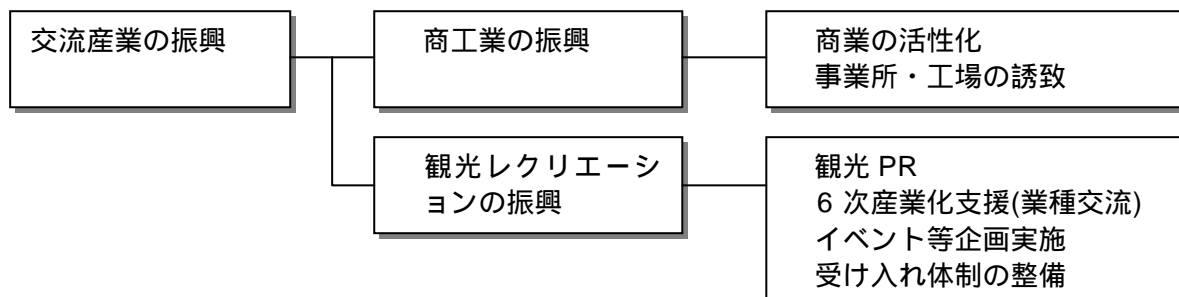 交流産業の振興
商工業の振興
商業の活性化
事業所・工場の誘致
観光レクリエーシ
ョンの振興
観光 PR
6 次産業化支援(業種交流)
イベント等企画実施
受け入れ体制の整備